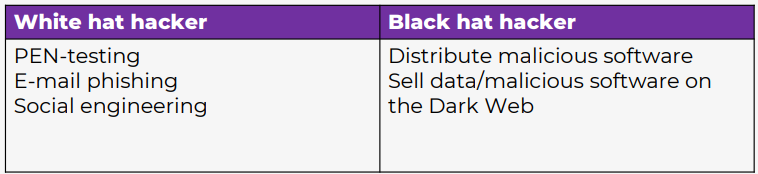 White hat hacker
Black hat hacker
PEN-testing
E-mail phishing
Social engineering
Distribute malicious software
Sell data/malicious software on
the Dark Web